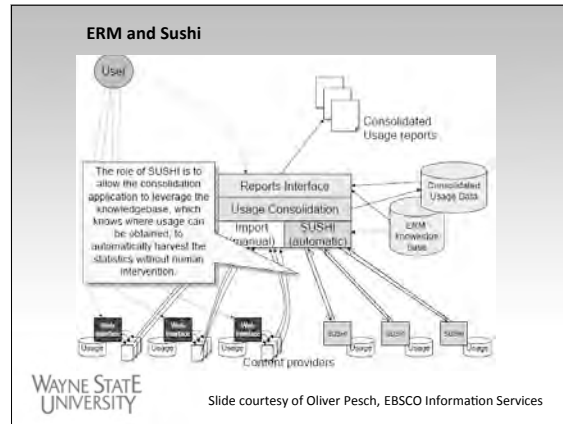 ERM and Sushi
User
Consolidated
Usage reports
The role of SUSHI is to
allow the consolidation
application to leverage the
knowledgebase, which
knows where usage can
be obtained, to
automatically harvest the
statistics without human
intervention.
Reports Interface
Usage Consolidation
Import
(manual)
SUSHI
(automatic)
Consolidated
Usage Data
ERM
Knowledge
Base
Web
Usage
Web
Usage
Web
Usage
SUSHI
Usage
SUSHI
Usage
SUSHI
Usage
Content providers
WAYNE STATE
UNIVERSITY
Slide courtesy of Oliver Pesch, EBSCO Information Services